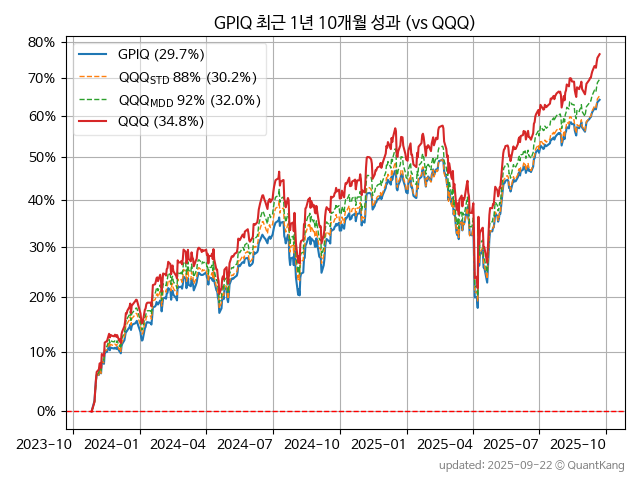 GPIQ 최근 1년 10개월 성과 (vs QQQ)
GPIQ (29.7%)
QQQSTD 88% (30.2%)
QQQMDD 92% (32.0%)
QQQ (34.8%)
80%
70%
60%
50%
40%
30%
20%
10%
0%
2023-10 2024-01 2024-04 2024-07 2024-10 2025-01 2025-04 2025-07 2025-10
updated: 2025-09-22 © QuantKang